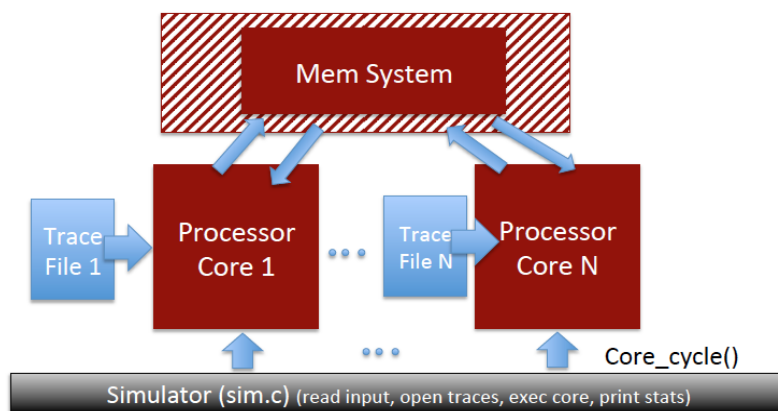 Mem System
Trace
File 1
Processor
Core 1
Trace
File N
Processor
Core N
Core_cycle()
Simulator (sim.c) (read input, open traces, exec core, print stats)